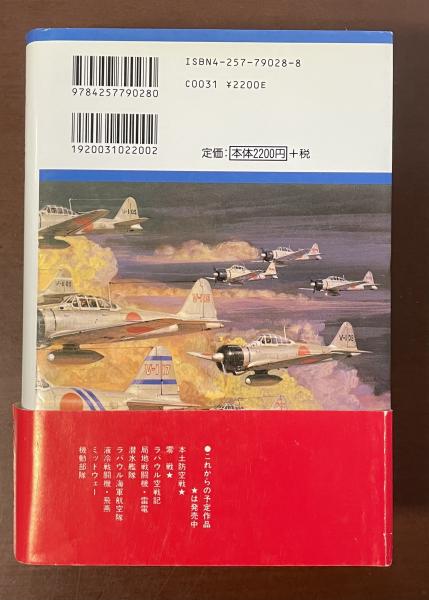 ISBN4-257-79028-8
C0031 ¥2200E
9784257790280
1920031022002
定価：本体2200円＋税
V-105
V-103
V-117
V-108
●これからの予定作品
★は発売中
本土防空戦★
零戦★
ラバウル空戦記
局地戦闘機・雷電
潜水艦隊
ラバウル海軍航空隊
液冷戦闘機・飛燕
ミッドウェー
機動部隊